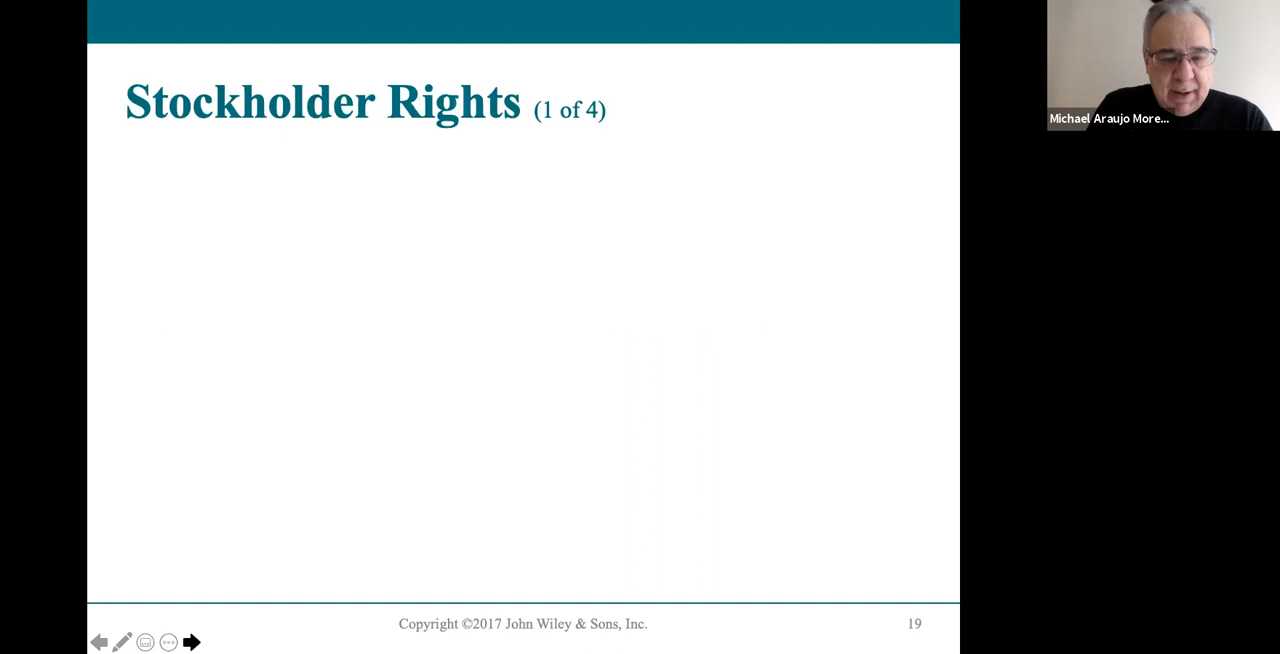 Stockholder Rights (1 of 4)
Michael Araujo More...
Copyright ©2017 John Wiley & Sons, Inc.
19